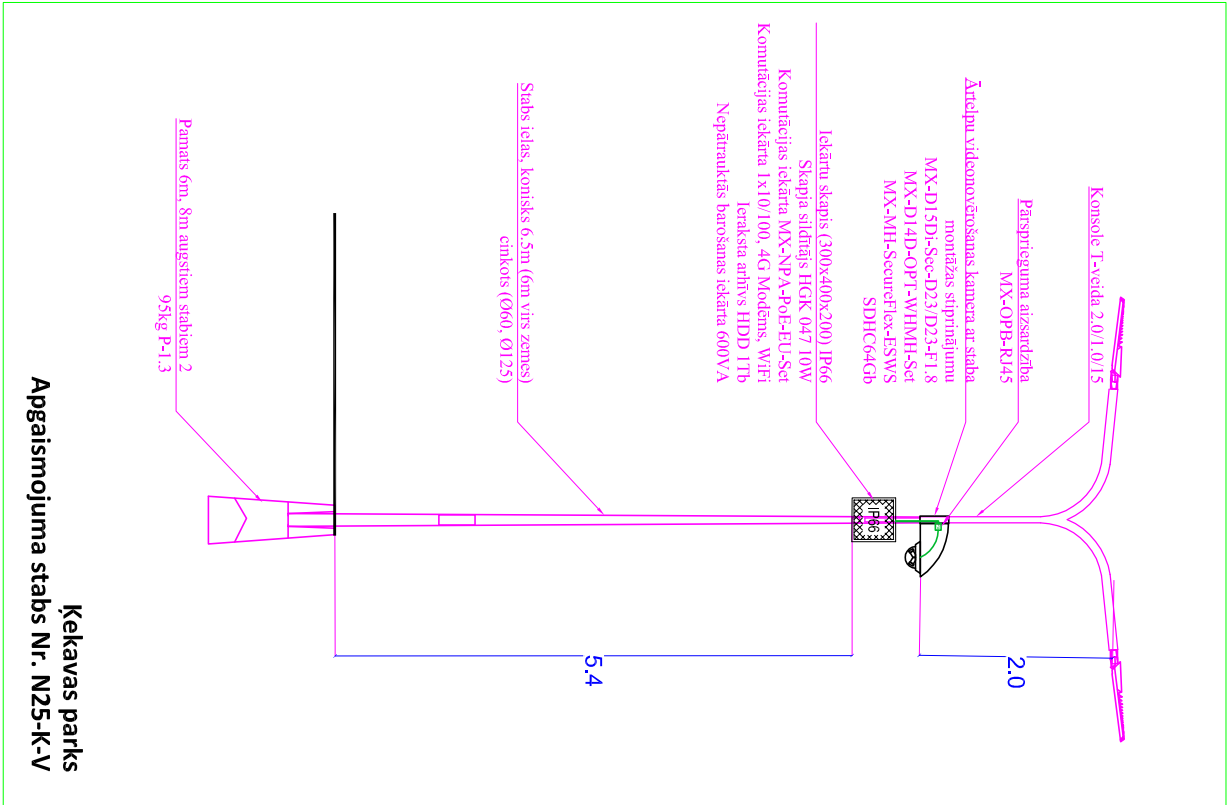 Konsole T-veida 2.0/1.0/15
Pārsprieguma aizsardzība
MX-OPB-RJ45
Ārtelpu videonovērošanas kamera ar staba
montāžas stiprinājumu
MX-D15Di-Sec-D23/D23-F1.8
MX-D14D-OPT-WHMH-Set
MX-MH-SecureFlex-ESWS
SDHC64Gb
Iekārtu skapis (300x400x200) IP66
Skapja sildītājs HGK 047 10W
Komutācijas iekārta MX-NPA-PoE-EU-Set
Komutācijas iekārta 1x10/100, 4G Modēms, WiFi
Ieraksta arhīvs HDD 1Tb
Nepātrauktās barošanas iekārta 600VA
IP66
2.0
5.4
Stabs ielas, konisks 6.5m (6m virs zemes)
cinkots (Ø60, Ø125)
Pamats 6m, 8m augstiem stabiem 2
95kg P-1.3
Ķekavas parks
Apgaismojuma stabs Nr. N25-K-V